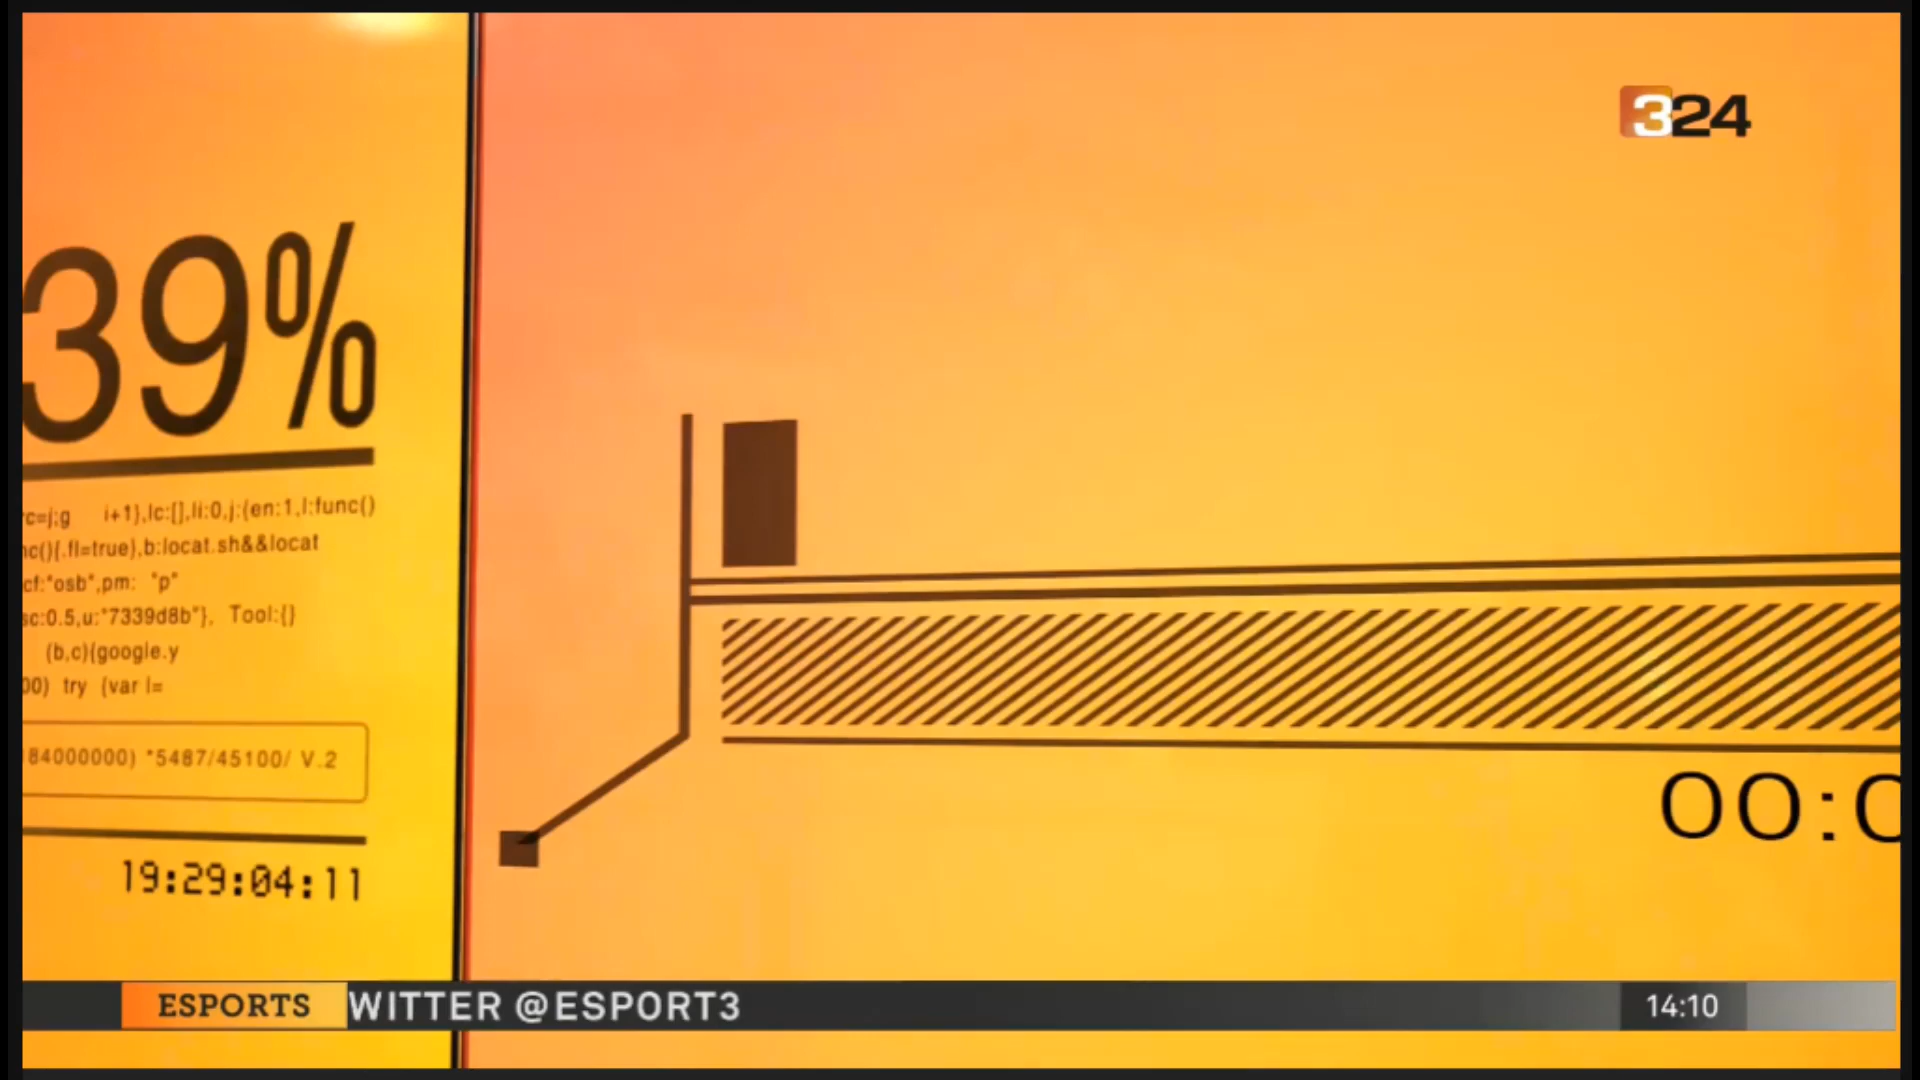 324
39%
rc=j;g i+1},lc:[],li:0,j:(en:1,l:func()
nc(){.fl=true),b:locat.sh&&locat
cf:"osb",pm: "p"
sc:0.5,u:"7339d8b"}, Tool:{}
(b,c){google.y
00) try (var l=
184000000) "5487/45100/ V.2
19:29:04:11
00:0
ESPORTS WITTER @ESPORT3 14:10